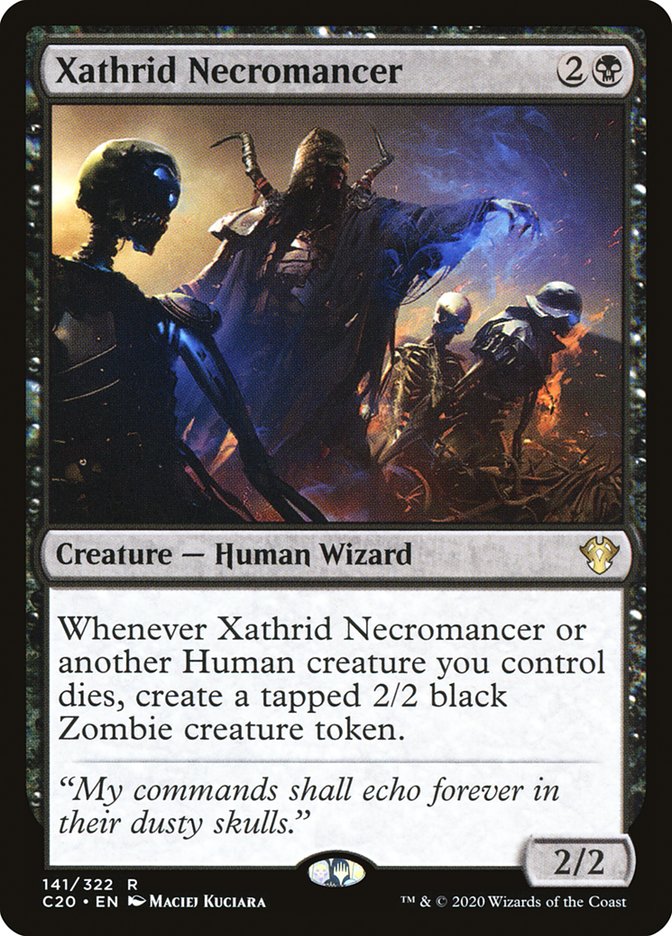 Xathrid Necromancer 2
Creature — Human Wizard
Whenever Xathrid Necromancer or
another Human creature you control
dies, create a tapped 2/2 black
Zombie creature token.
“My commands shall echo forever in
their dusty skulls.”
2/2
141/322 R
C20 • EN Maciej Kuciara
™ & © 2020 Wizards of the Coast